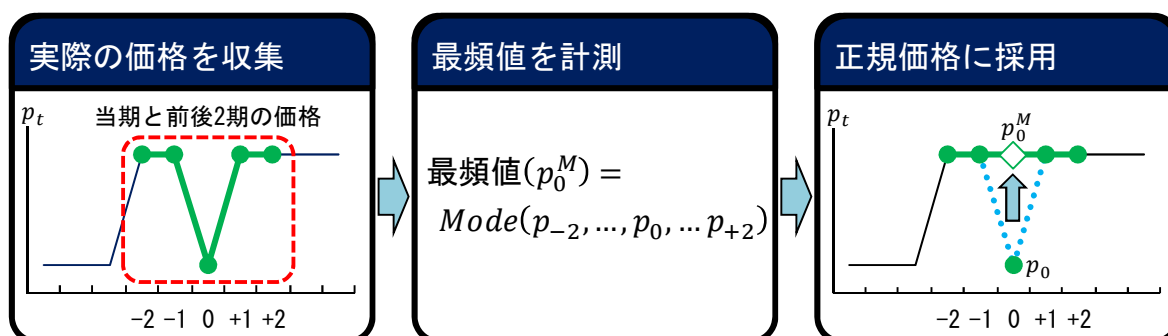 実際の価格を収集
p_t
当期と前後2期の価格
-2 -1 0 +1 +2
最頻値を計測
最頻値(p_0^M) =
Mode(p_{-2}, …, p_0, … p_{+2})
正規価格に採用
p_t
p_0^M
p_0
-2 -1 0 +1 +2